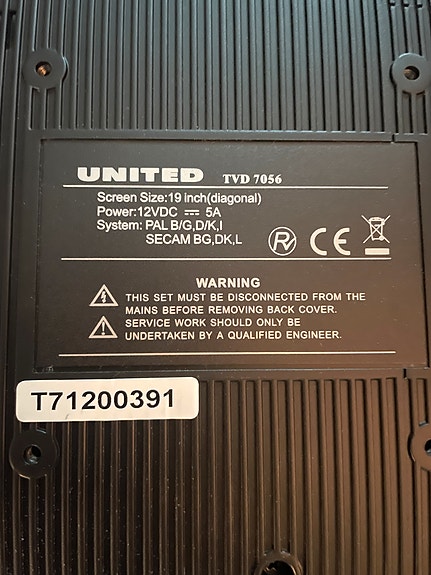 UNITED TVD 7056
Screen Size:19 inch(diagonal)
Power:12VDC ⎓ 5A
System: PAL B/G,D/K,I
SECAM BG,DK,L
CE
WARNING
THIS SET MUST BE DISCONNECTED FROM THE
MAINS BEFORE REMOVING BACK COVER.
SERVICE WORK SHOULD ONLY BE
UNDERTAKEN BY A QUALIFIED ENGINEER.
T71200391